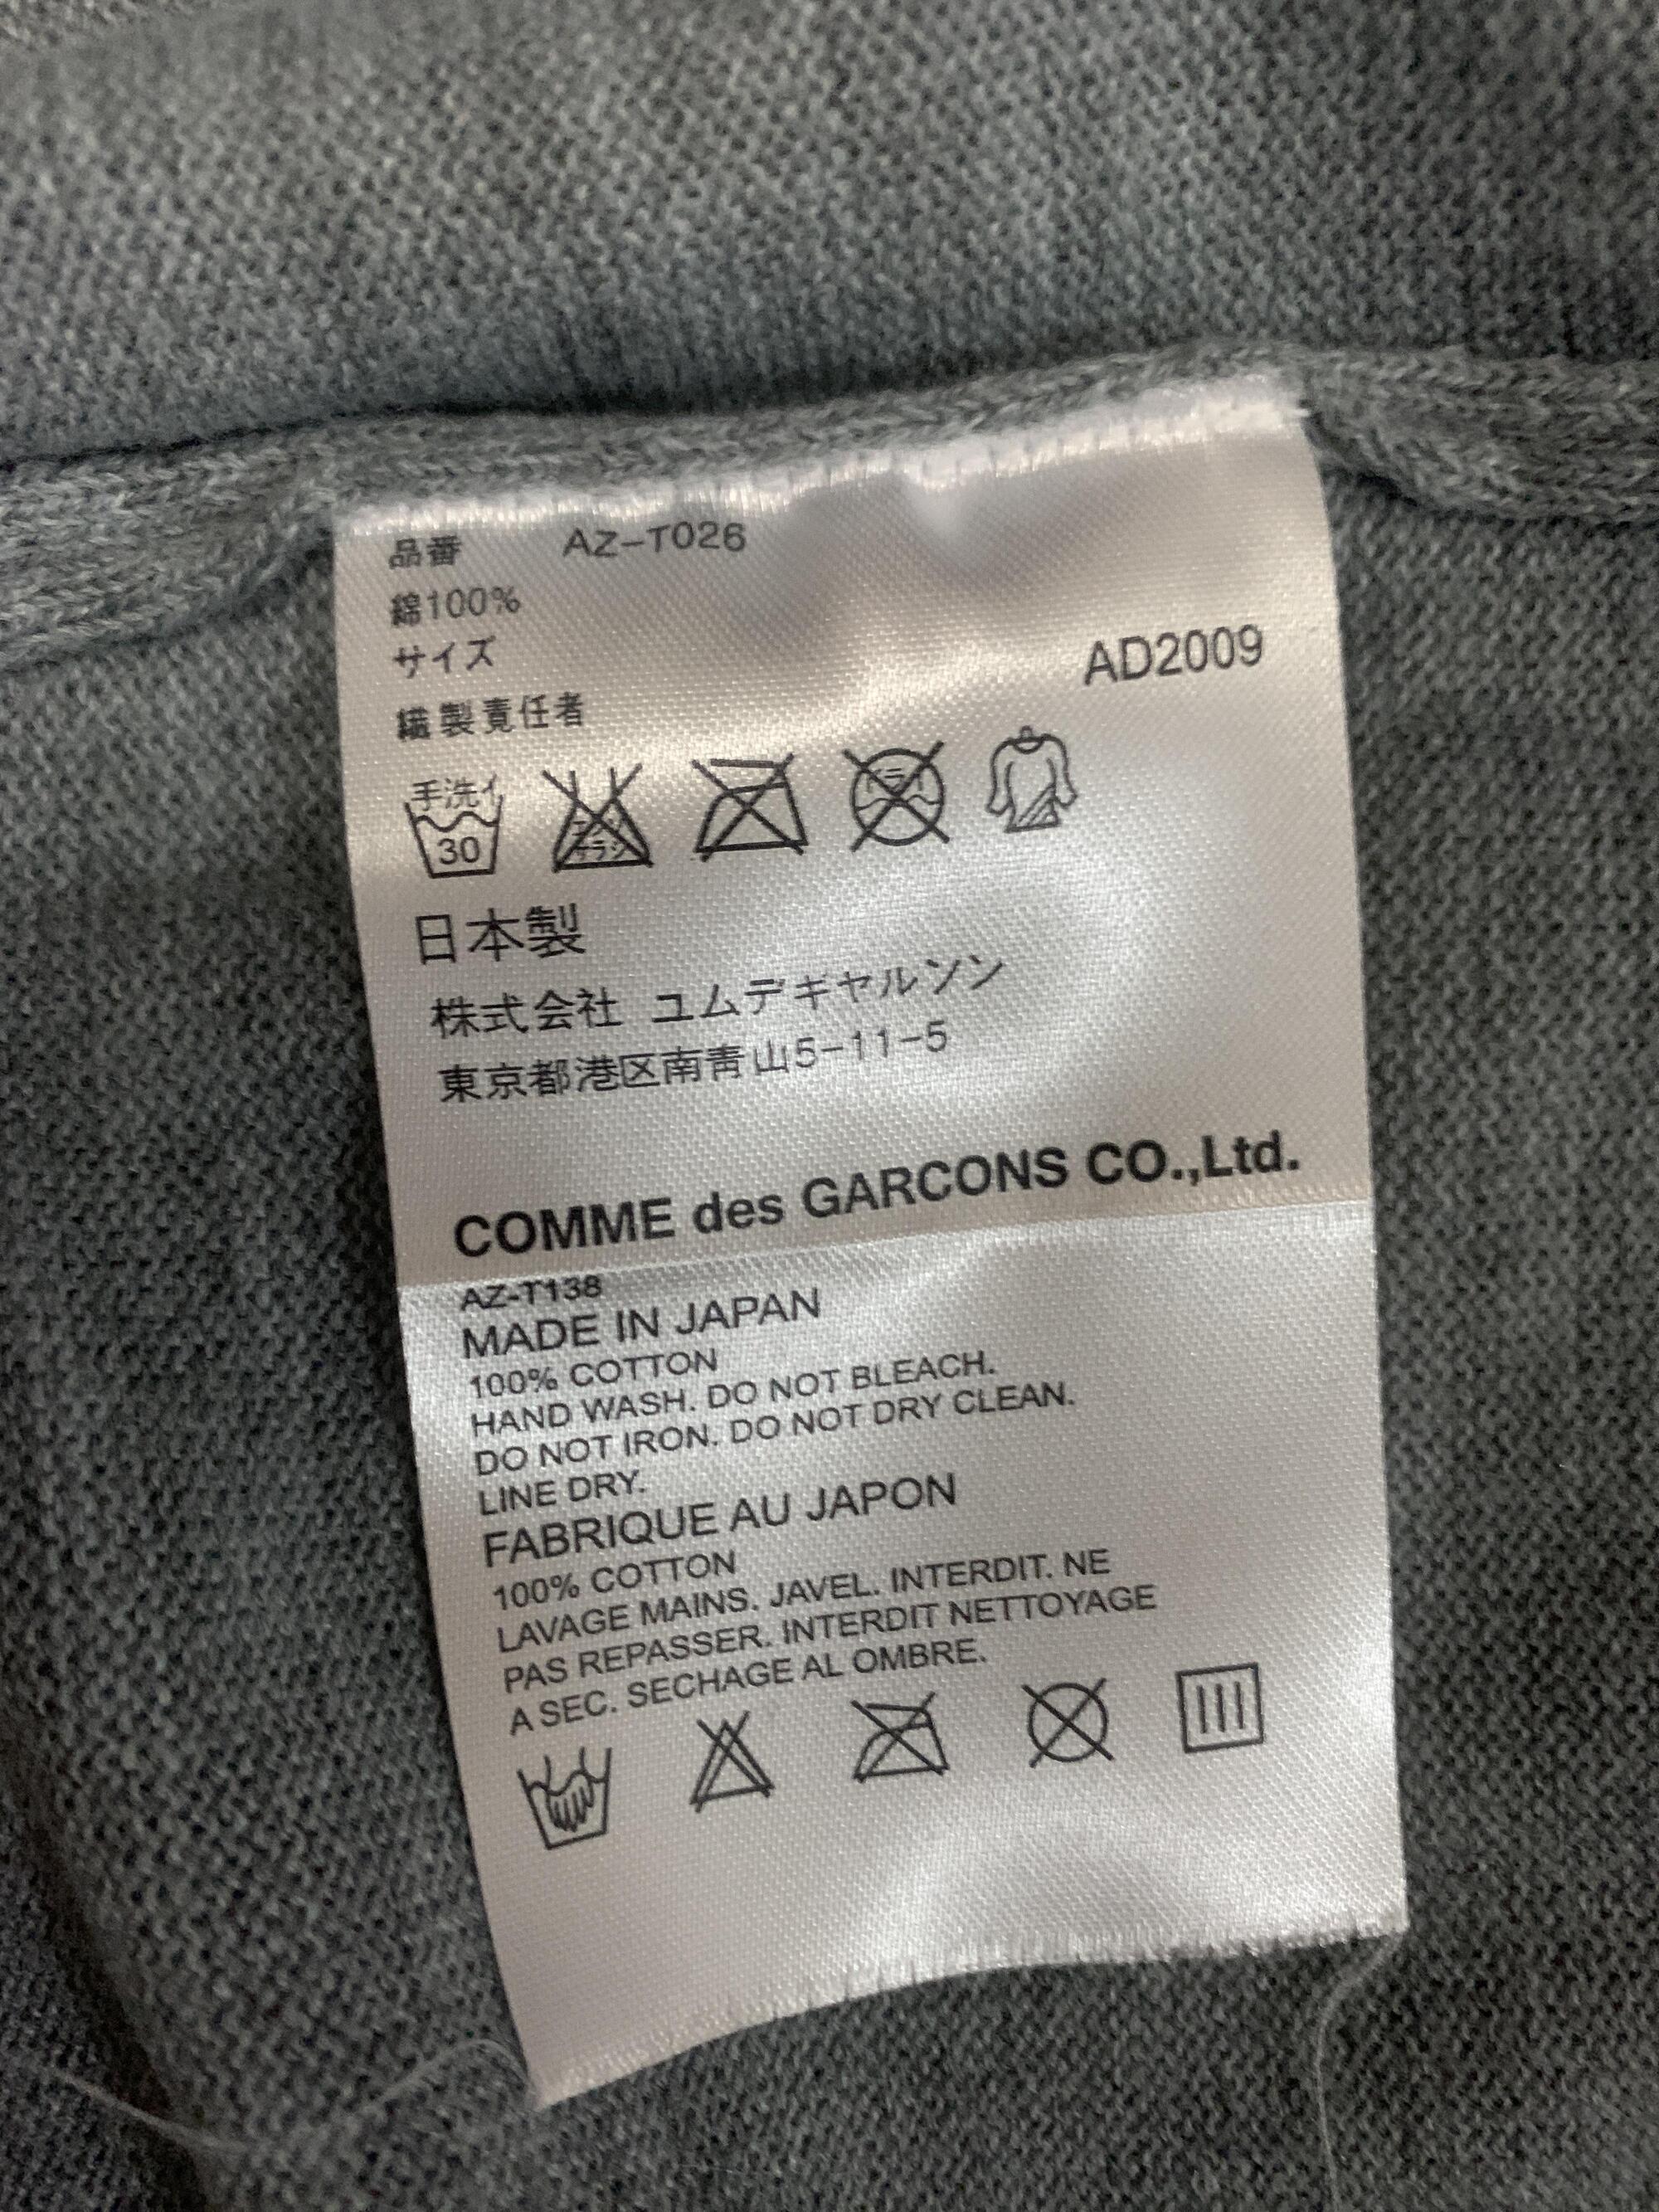 品番 AZ-T026
綿100%
サイズ
AD2009
繊製責任者
手洗イ
30
日本製
株式会社 ユムデギヤルソン
東京都港区南青山5-11-5
COMME des GARCONS CO.,Ltd.
AZ-T138
MADE IN JAPAN
100% COTTON
HAND WASH. DO NOT BLEACH.
DO NOT IRON. DO NOT DRY CLEAN.
LINE DRY.
FABRIQUE AU JAPON
100% COTTON
LAVAGE MAINS. JAVEL. INTERDIT. NE
PAS REPASSER. INTERDIT NETTOYAGE
A SEC. SECHAGE AL OMBRE.